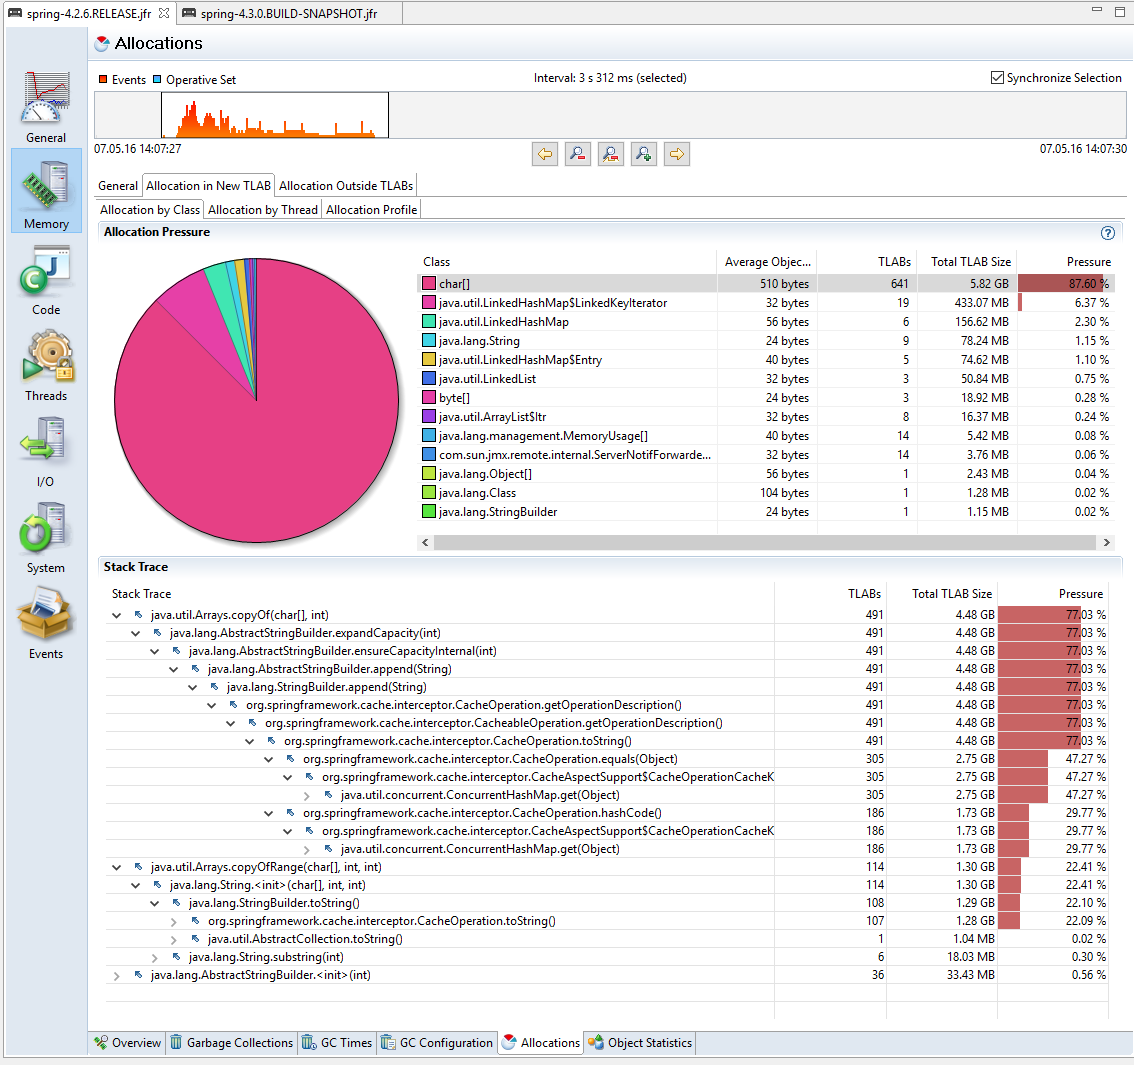 spring-4.2.6.RELEASE.jfr spring-4.3.0.BUILD-SNAPSHOT.jfr
Allocations
Events Operative Set Interval: 3 s 312 ms (selected) Synchronize Selection
07.05.16 14:07:27 07.05.16 14:07:30
General
Memory
Code
Threads
I/O
System
Events
General Allocation in New TLAB Allocation Outside TLABs
Allocation by Class Allocation by Thread Allocation Profile
Allocation Pressure
Class Average Objec... TLABs Total TLAB Size Pressure
char[] 510 bytes 641 5.82 GB 87.60 %
java.util.LinkedHashMap$LinkedKeyIterator 32 bytes 19 433.07 MB 6.37 %
java.util.LinkedHashMap 56 bytes 6 156.62 MB 2.30 %
java.lang.String 24 bytes 9 78.24 MB 1.15 %
java.util.LinkedHashMap$Entry 40 bytes 5 74.62 MB 1.10 %
java.util.LinkedList 32 bytes 3 50.84 MB 0.75 %
byte[] 24 bytes 3 18.92 MB 0.28 %
java.util.ArrayList$Itr 32 bytes 8 16.37 MB 0.24 %
java.lang.management.MemoryUsage[] 40 bytes 14 5.42 MB 0.08 %
com.sun.jmx.remote.internal.ServerNotifForwarde... 32 bytes 14 3.76 MB 0.06 %
java.lang.Object[] 56 bytes 1 2.43 MB 0.04 %
java.lang.Class 104 bytes 1 1.28 MB 0.02 %
java.lang.StringBuilder 24 bytes 1 1.15 MB 0.02 %
Stack Trace
Stack Trace TLABs Total TLAB Size Pressure
java.util.Arrays.copyOf(char[], int) 491 4.48 GB 77.03 %
java.lang.AbstractStringBuilder.expandCapacity(int) 491 4.48 GB 77.03 %
java.lang.AbstractStringBuilder.ensureCapacityInternal(int) 491 4.48 GB 77.03 %
java.lang.AbstractStringBuilder.append(String) 491 4.48 GB 77.03 %
java.lang.StringBuilder.append(String) 491 4.48 GB 77.03 %
org.springframework.cache.interceptor.CacheOperation.getOperationDescription() 491 4.48 GB 77.03 %
org.springframework.cache.interceptor.CacheableOperation.getOperationDescription() 491 4.48 GB 77.03 %
org.springframework.cache.interceptor.CacheOperation.toString() 491 4.48 GB 77.03 %
org.springframework.cache.interceptor.CacheOperation.equals(Object) 305 2.75 GB 47.27 %
org.springframework.cache.interceptor.CacheAspectSupport$CacheOperationCacheK 305 2.75 GB 47.27 %
java.util.concurrent.ConcurrentHashMap.get(Object) 305 2.75 GB 47.27 %
org.springframework.cache.interceptor.CacheOperation.hashCode() 186 1.73 GB 29.77 %
org.springframework.cache.interceptor.CacheAspectSupport$CacheOperationCacheK 186 1.73 GB 29.77 %
java.util.concurrent.ConcurrentHashMap.get(Object) 186 1.73 GB 29.77 %
java.util.Arrays.copyOfRange(char[], int, int) 114 1.30 GB 22.41 %
java.lang.String.<init>(char[], int, int) 114 1.30 GB 22.41 %
java.lang.StringBuilder.toString() 108 1.29 GB 22.10 %
org.springframework.cache.interceptor.CacheOperation.toString() 107 1.28 GB 22.09 %
java.util.AbstractCollection.toString() 1 1.04 MB 0.02 %
java.lang.String.substring(int) 6 18.03 MB 0.30 %
java.lang.AbstractStringBuilder.<init>(int) 36 33.43 MB 0.56 %
Overview Garbage Collections GC Times GC Configuration Allocations Object Statistics